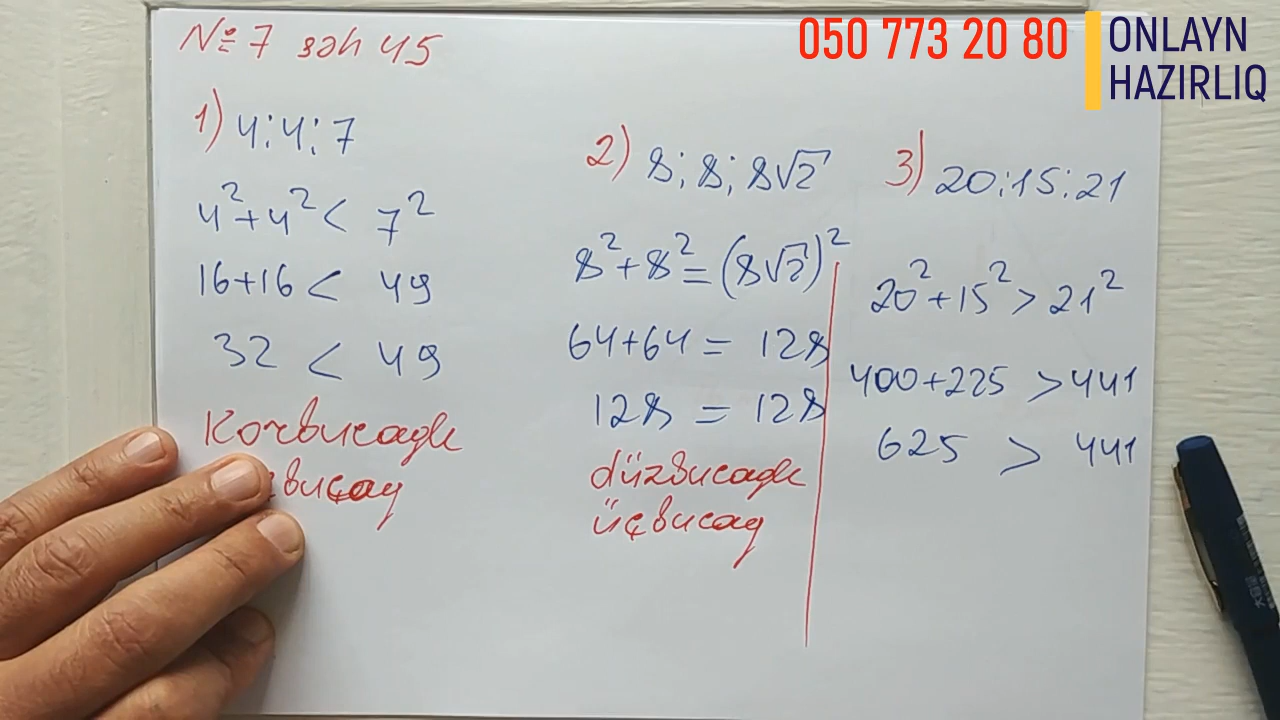 №7 səh 45
050 773 20 80
ONLAYN
HAZIRLIQ
1) 4; 4; 7
4²+4² < 7²
16+16 < 49
32 < 49
Korbucaqlı
2) 8; 8; 8√2
8²+8² = (8√2)²
64+64 = 128
128 = 128
düzbucaqlı
üçbucaq
3) 20; 15; 21
20²+15² > 21²
400+225 > 441
625 > 441